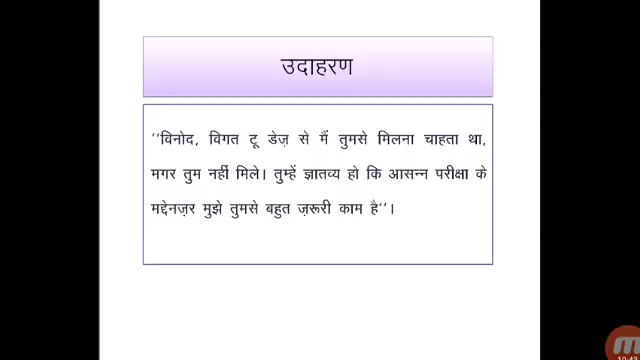 उदाहरण
‘‘विनोद, विगत टू डेज़ से मैं तुमसे मिलना चाहता था,
मगर तुम नहीं मिले। तुम्हें ज्ञातव्य हो कि आसन्न परीक्षा के
मद्देनज़र मुझे तुमसे बहुत ज़रूरी काम है‘‘।